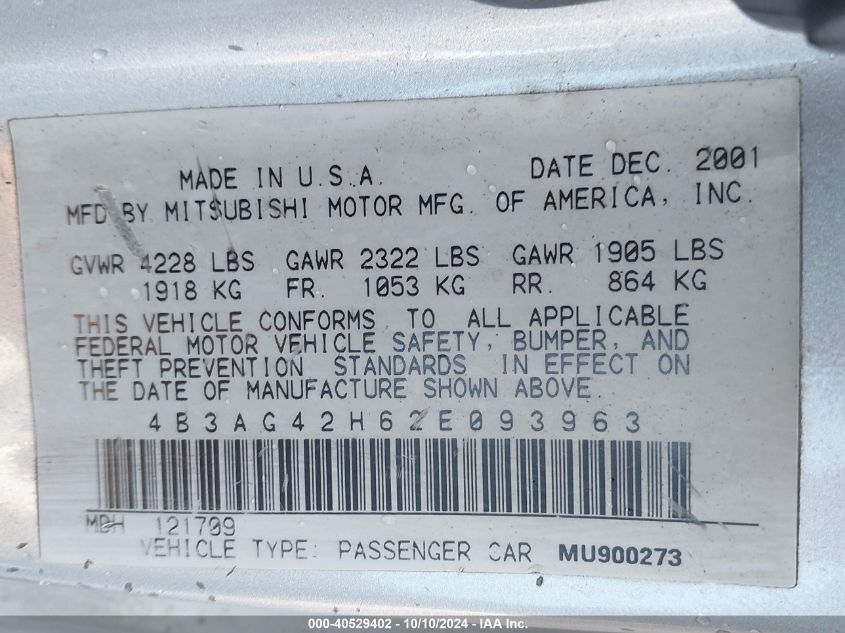 MADE IN U.S.A. DATE DEC. 2001
MFD BY MITSUBISHI MOTOR MFG. OF AMERICA, INC.
GVWR 4228 LBS GAWR 2322 LBS GAWR 1905 LBS
1918 KG FR. 1053 KG RR. 864 KG
THIS VEHICLE CONFORMS TO ALL APPLICABLE
FEDERAL MOTOR VEHICLE SAFETY, BUMPER, AND
THEFT PREVENTION STANDARDS IN EFFECT ON
THE DATE OF MANUFACTURE SHOWN ABOVE.
4B3AG42H62E093963
MDH 121709
VEHICLE TYPE: PASSENGER CAR MU900273
000-40529402 - 10/10/2024 - IAA Inc.